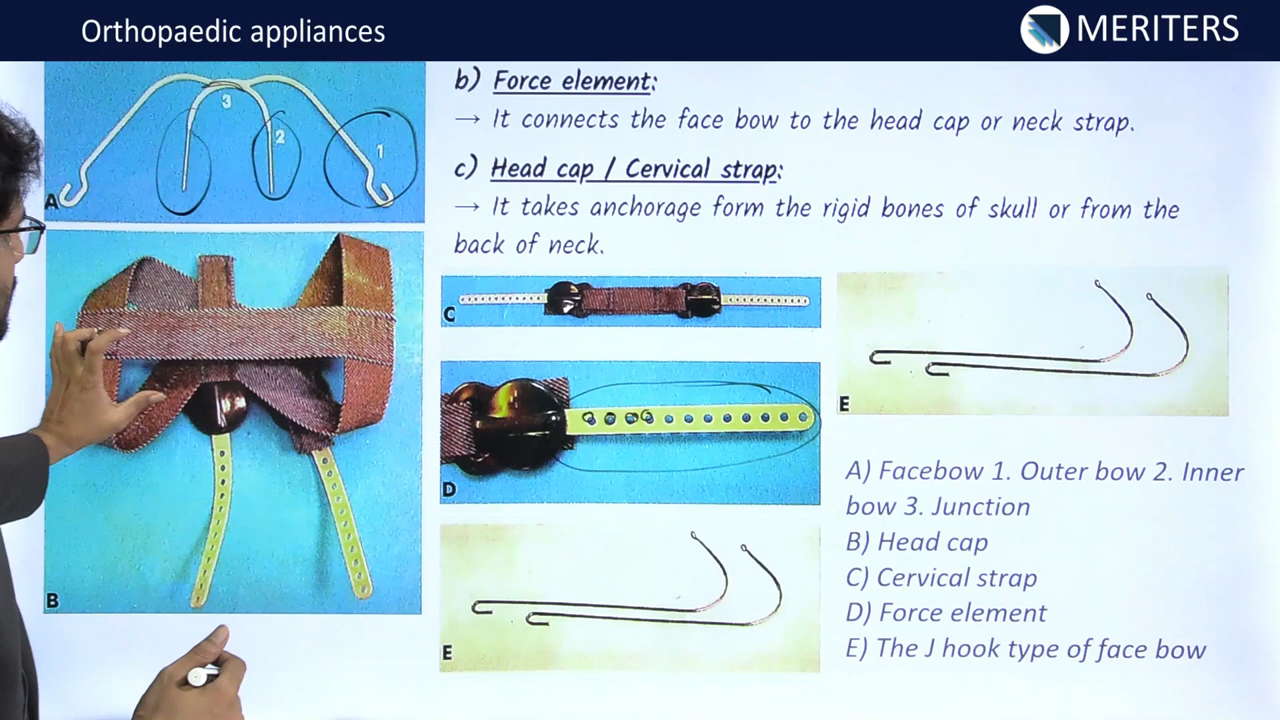 Orthopaedic appliances
MERITERS
3
2
1
A
b) Force element:
→ It connects the face bow to the head cap or neck strap.
c) Head cap / Cervical strap:
→ It takes anchorage form the rigid bones of skull or from the
back of neck.
B
C
D
E
E
A) Facebow 1. Outer bow 2. Inner
bow 3. Junction
B) Head cap
C) Cervical strap
D) Force element
E) The J hook type of face bow